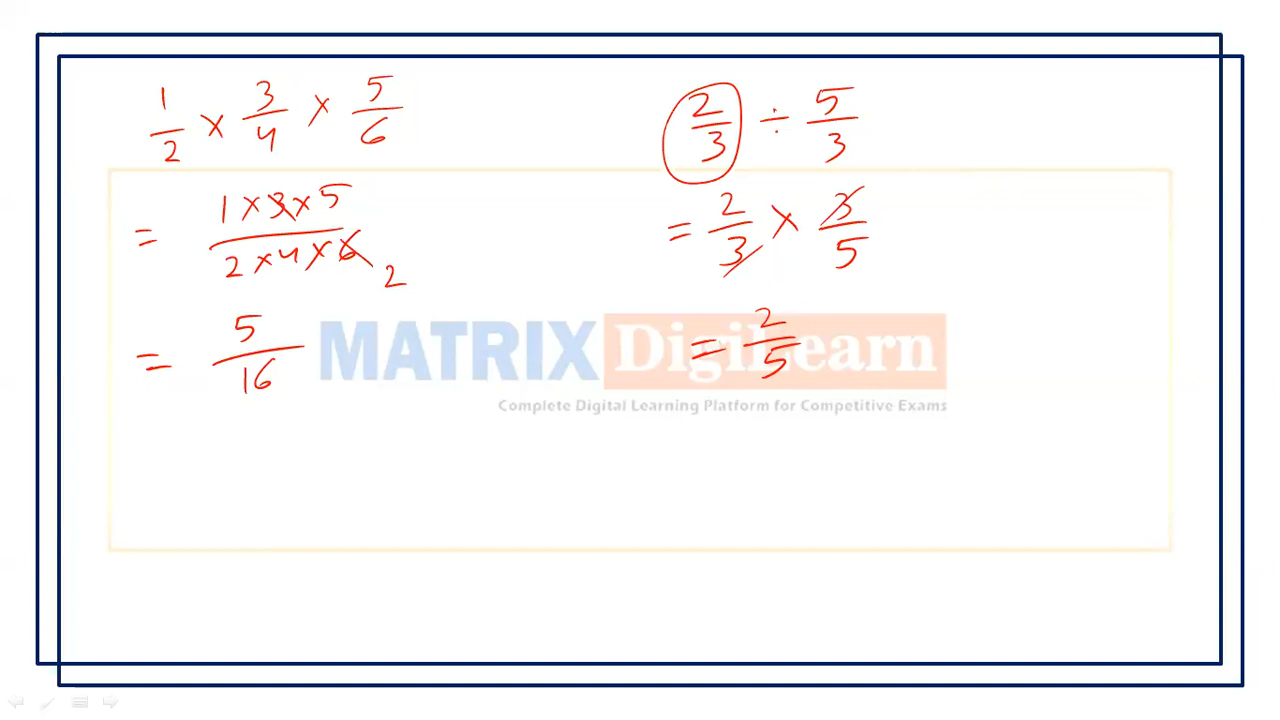 1/2 × 3/4 × 5/6
= 1×3×5 / 2×4×6 2
= 5/16
2/3 ÷ 5/3
= 2/3 × 3/5
= 2/5
MATRIX DigiLearn
Complete Digital Learning Platform for Competitive Exams